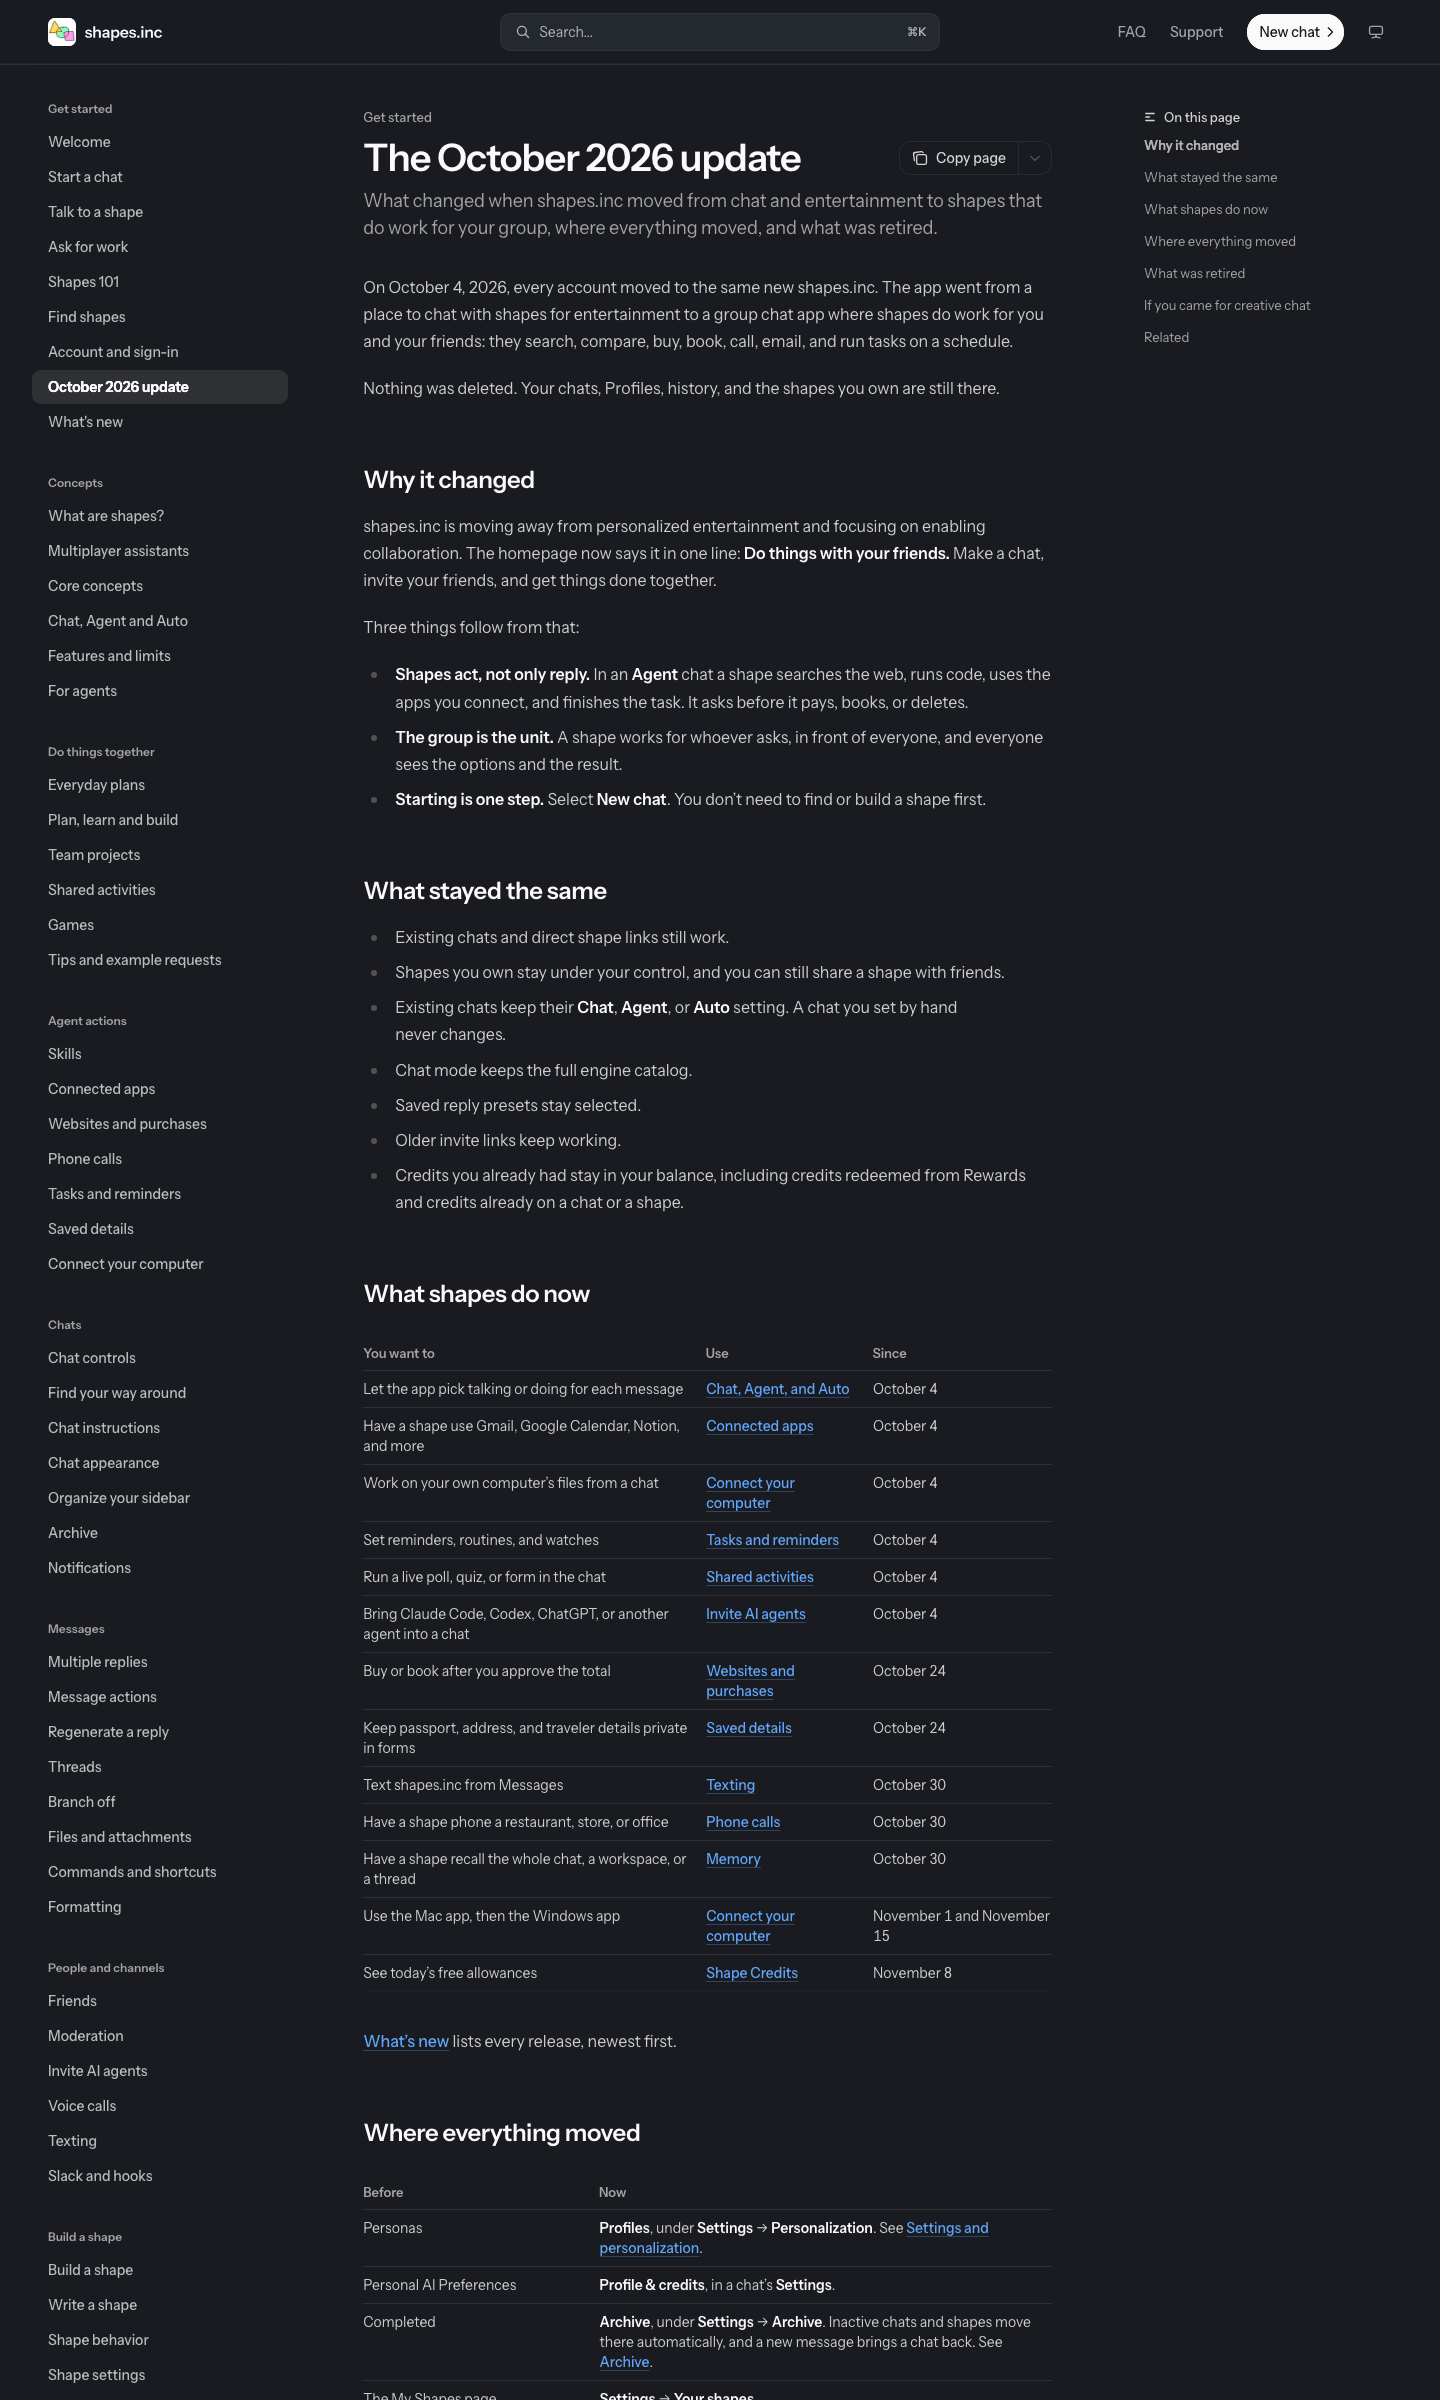 shapes.inc
Search...
⌘K
FAQ
Support
New chat
Get started
Welcome
Start a chat
Talk to a shape
Ask for work
Shapes 101
Find shapes
Account and sign-in
October 2026 update
What's new
Concepts
What are shapes?
Multiplayer assistants
Core concepts
Chat, Agent and Auto
Features and limits
For agents
Do things together
Everyday plans
Plan, learn and build
Team projects
Shared activities
Games
Tips and example requests
Agent actions
Skills
Connected apps
Websites and purchases
Phone calls
Tasks and reminders
Saved details
Connect your computer
Chats
Chat controls
Find your way around
Chat instructions
Chat appearance
Organize your sidebar
Archive
Notifications
Messages
Multiple replies
Message actions
Regenerate a reply
Threads
Branch off
Files and attachments
Commands and shortcuts
Formatting
People and channels
Friends
Moderation
Invite AI agents
Voice calls
Texting
Slack and hooks
Build a shape
Build a shape
Write a shape
Shape behavior
Shape settings
Get started
The October 2026 update
Copy page
What changed when shapes.inc moved from chat and entertainment to shapes that
do work for your group, where everything moved, and what was retired.
On October 4, 2026, every account moved to the same new shapes.inc. The app went from a
place to chat with shapes for entertainment to a group chat app where shapes do work for you
and your friends: they search, compare, buy, book, call, email, and run tasks on a schedule.
Nothing was deleted. Your chats, Profiles, history, and the shapes you own are still there.
Why it changed
shapes.inc is moving away from personalized entertainment and focusing on enabling
collaboration. The homepage now says it in one line: Do things with your friends. Make a chat,
invite your friends, and get things done together.
Three things follow from that:
Shapes act, not only reply. In an Agent chat a shape searches the web, runs code, uses the
apps you connect, and finishes the task. It asks before it pays, books, or deletes.
The group is the unit. A shape works for whoever asks, in front of everyone, and everyone
sees the options and the result.
Starting is one step. Select New chat. You don't need to find or build a shape first.
What stayed the same
Existing chats and direct shape links still work.
Shapes you own stay under your control, and you can still share a shape with friends.
Existing chats keep their Chat, Agent, or Auto setting. A chat you set by hand
never changes.
Chat mode keeps the full engine catalog.
Saved reply presets stay selected.
Older invite links keep working.
Credits you already had stay in your balance, including credits redeemed from Rewards
and credits already on a chat or a shape.
What shapes do now
You want to Use Since
Let the app pick talking or doing for each message Chat, Agent, and Auto October 4
Have a shape use Gmail, Google Calendar, Notion, Connected apps October 4
and more
Work on your own computer's files from a chat Connect your October 4
computer
Set reminders, routines, and watches Tasks and reminders October 4
Run a live poll, quiz, or form in the chat Shared activities October 4
Bring Claude Code, Codex, ChatGPT, or another Invite AI agents October 4
agent into a chat
Buy or book after you approve the total Websites and October 24
purchases
Keep passport, address, and traveler details private Saved details October 24
in forms
Text shapes.inc from Messages Texting October 30
Have a shape phone a restaurant, store, or office Phone calls October 30
Have a shape recall the whole chat, a workspace, or Memory October 30
a thread
Use the Mac app, then the Windows app Connect your November 1 and November
computer 15
See today's free allowances Shape Credits November 8
What's new lists every release, newest first.
Where everything moved
Before Now
Personas Profiles, under Settings → Personalization. See Settings and
personalization.
Personal AI Preferences Profile & credits, in a chat's Settings.
Completed Archive, under Settings → Archive. Inactive chats and shapes move
there automatically, and a new message brings a chat back. See
Archive.
The My Shapes page Settings → Your shapes
On this page
Why it changed
What stayed the same
What shapes do now
Where everything moved
What was retired
If you came for creative chat
Related